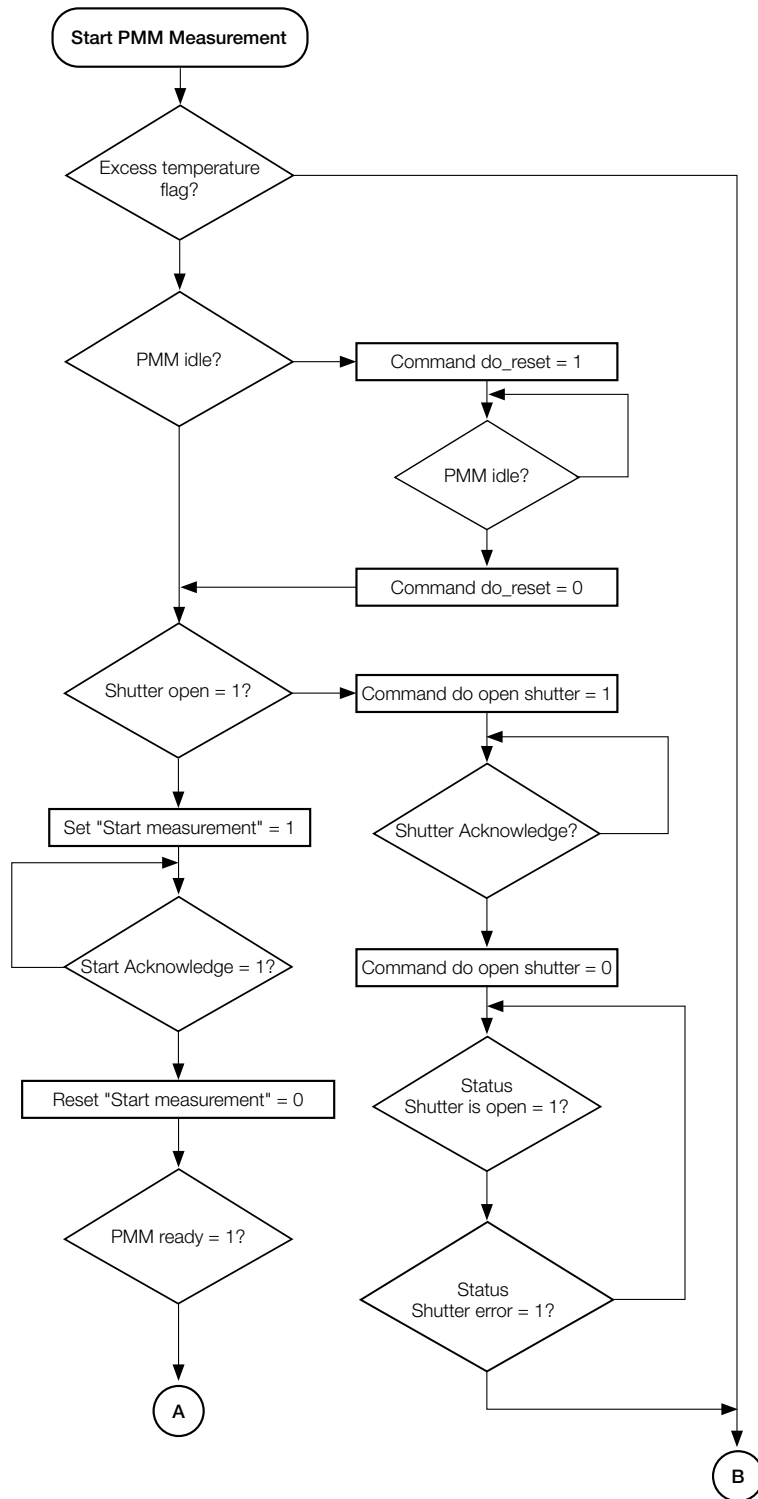 Start PMM Measurement
Excess temperature
flag?
PMM idle?
Command do_reset = 1
PMM idle?
Command do_reset = 0
Shutter open = 1?
Command do open shutter = 1
Set "Start measurement" = 1
Shutter Acknowledge?
Start Acknowledge = 1?
Command do open shutter = 0
Reset "Start measurement" = 0
Status
Shutter is open = 1?
PMM ready = 1?
Status
Shutter error = 1?
A
B